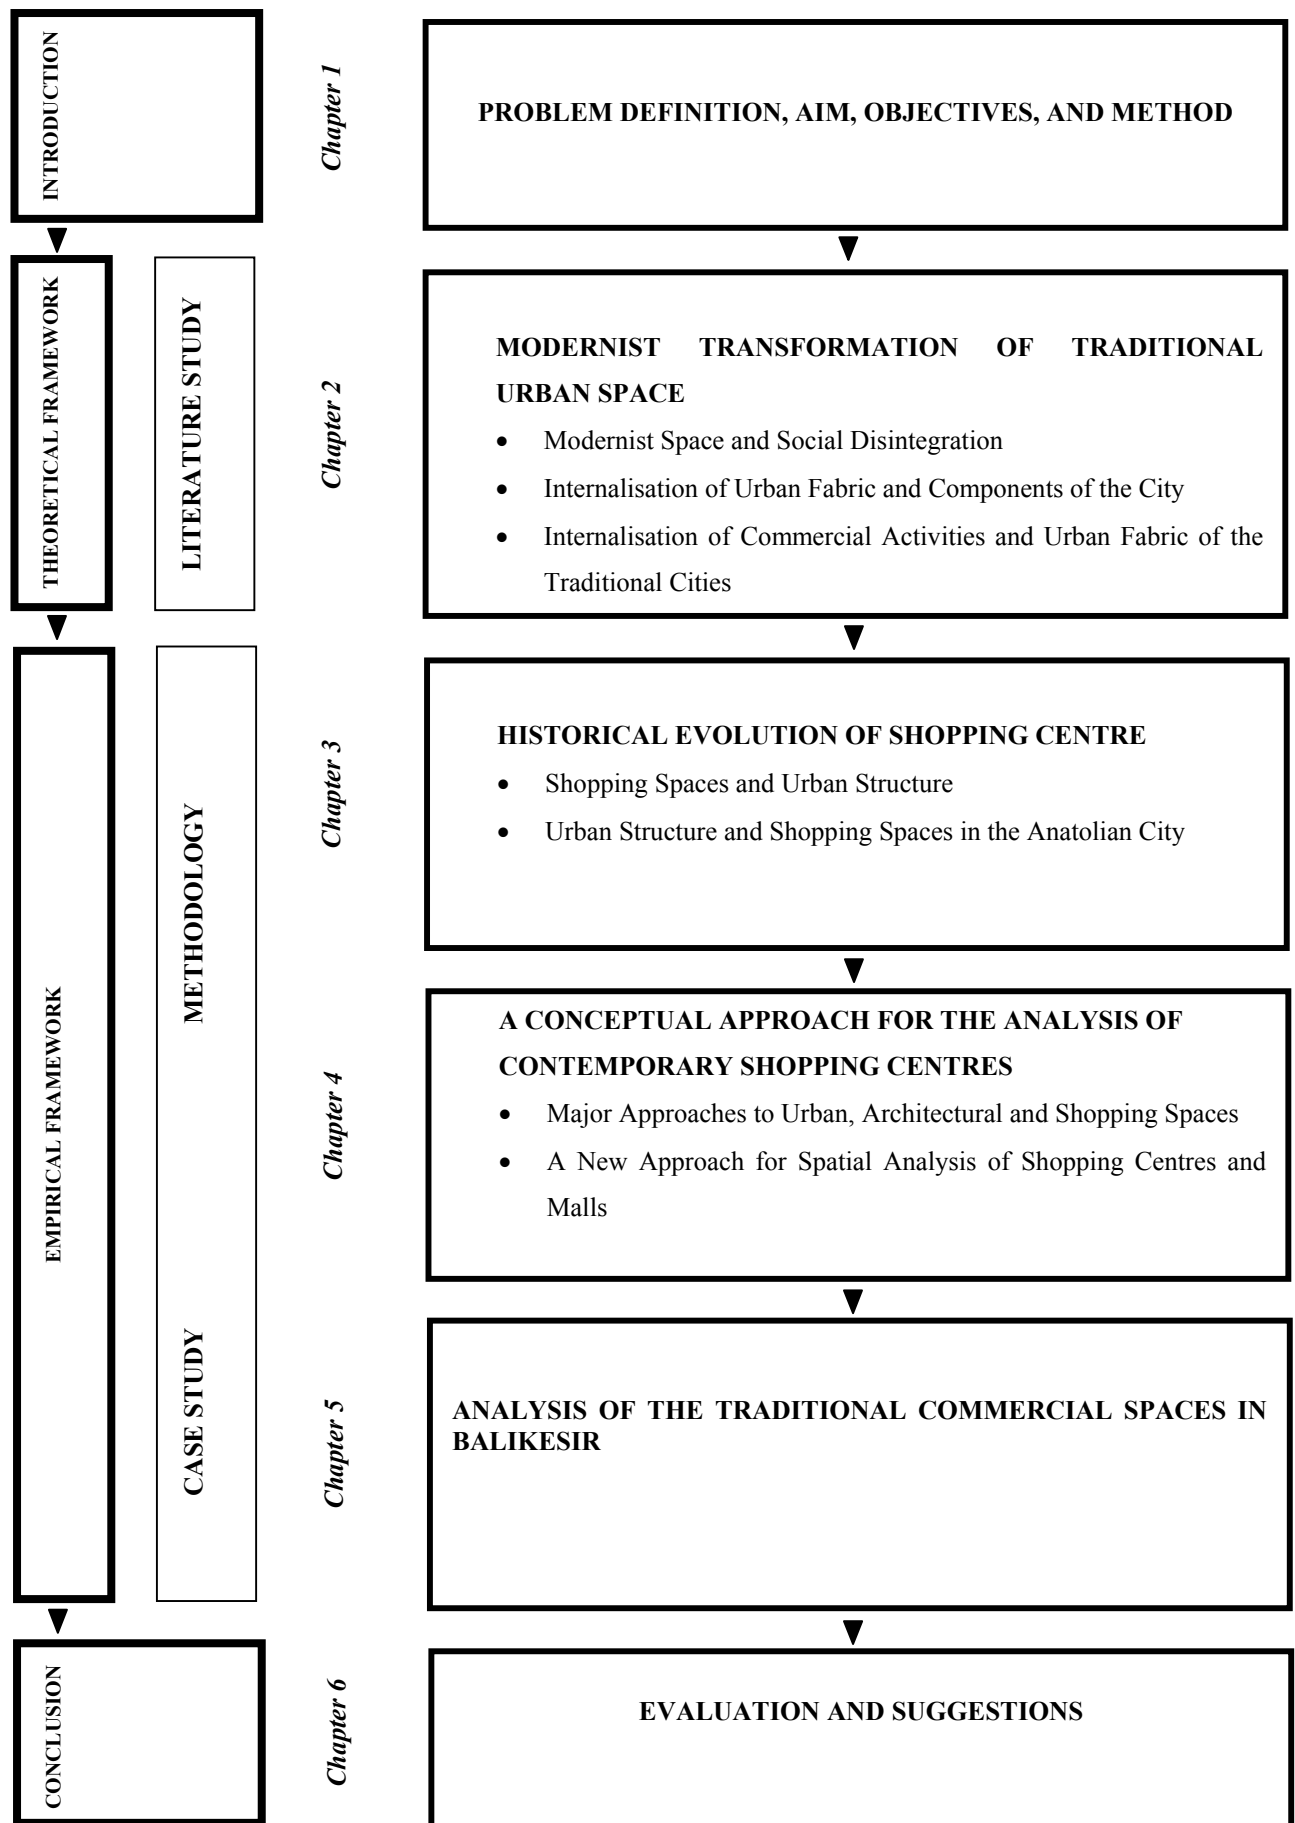 INTRODUCTION
Chapter 1
PROBLEM DEFINITION, AIM, OBJECTIVES, AND METHOD
THEORETICAL FRAMEWORK
LITERATURE STUDY
Chapter 2
MODERNIST TRANSFORMATION OF TRADITIONAL
URBAN SPACE
• Modernist Space and Social Disintegration
• Internalisation of Urban Fabric and Components of the City
• Internalisation of Commercial Activities and Urban Fabric of the
Traditional Cities
EMPIRICAL FRAMEWORK
METHODOLOGY
Chapter 3
HISTORICAL EVOLUTION OF SHOPPING CENTRE
• Shopping Spaces and Urban Structure
• Urban Structure and Shopping Spaces in the Anatolian City
Chapter 4
A CONCEPTUAL APPROACH FOR THE ANALYSIS OF
CONTEMPORARY SHOPPING CENTRES
• Major Approaches to Urban, Architectural and Shopping Spaces
• A New Approach for Spatial Analysis of Shopping Centres and
Malls
CASE STUDY
Chapter 5
ANALYSIS OF THE TRADITIONAL COMMERCIAL SPACES IN
BALIKESIR
CONCLUSION
Chapter 6
EVALUATION AND SUGGESTIONS